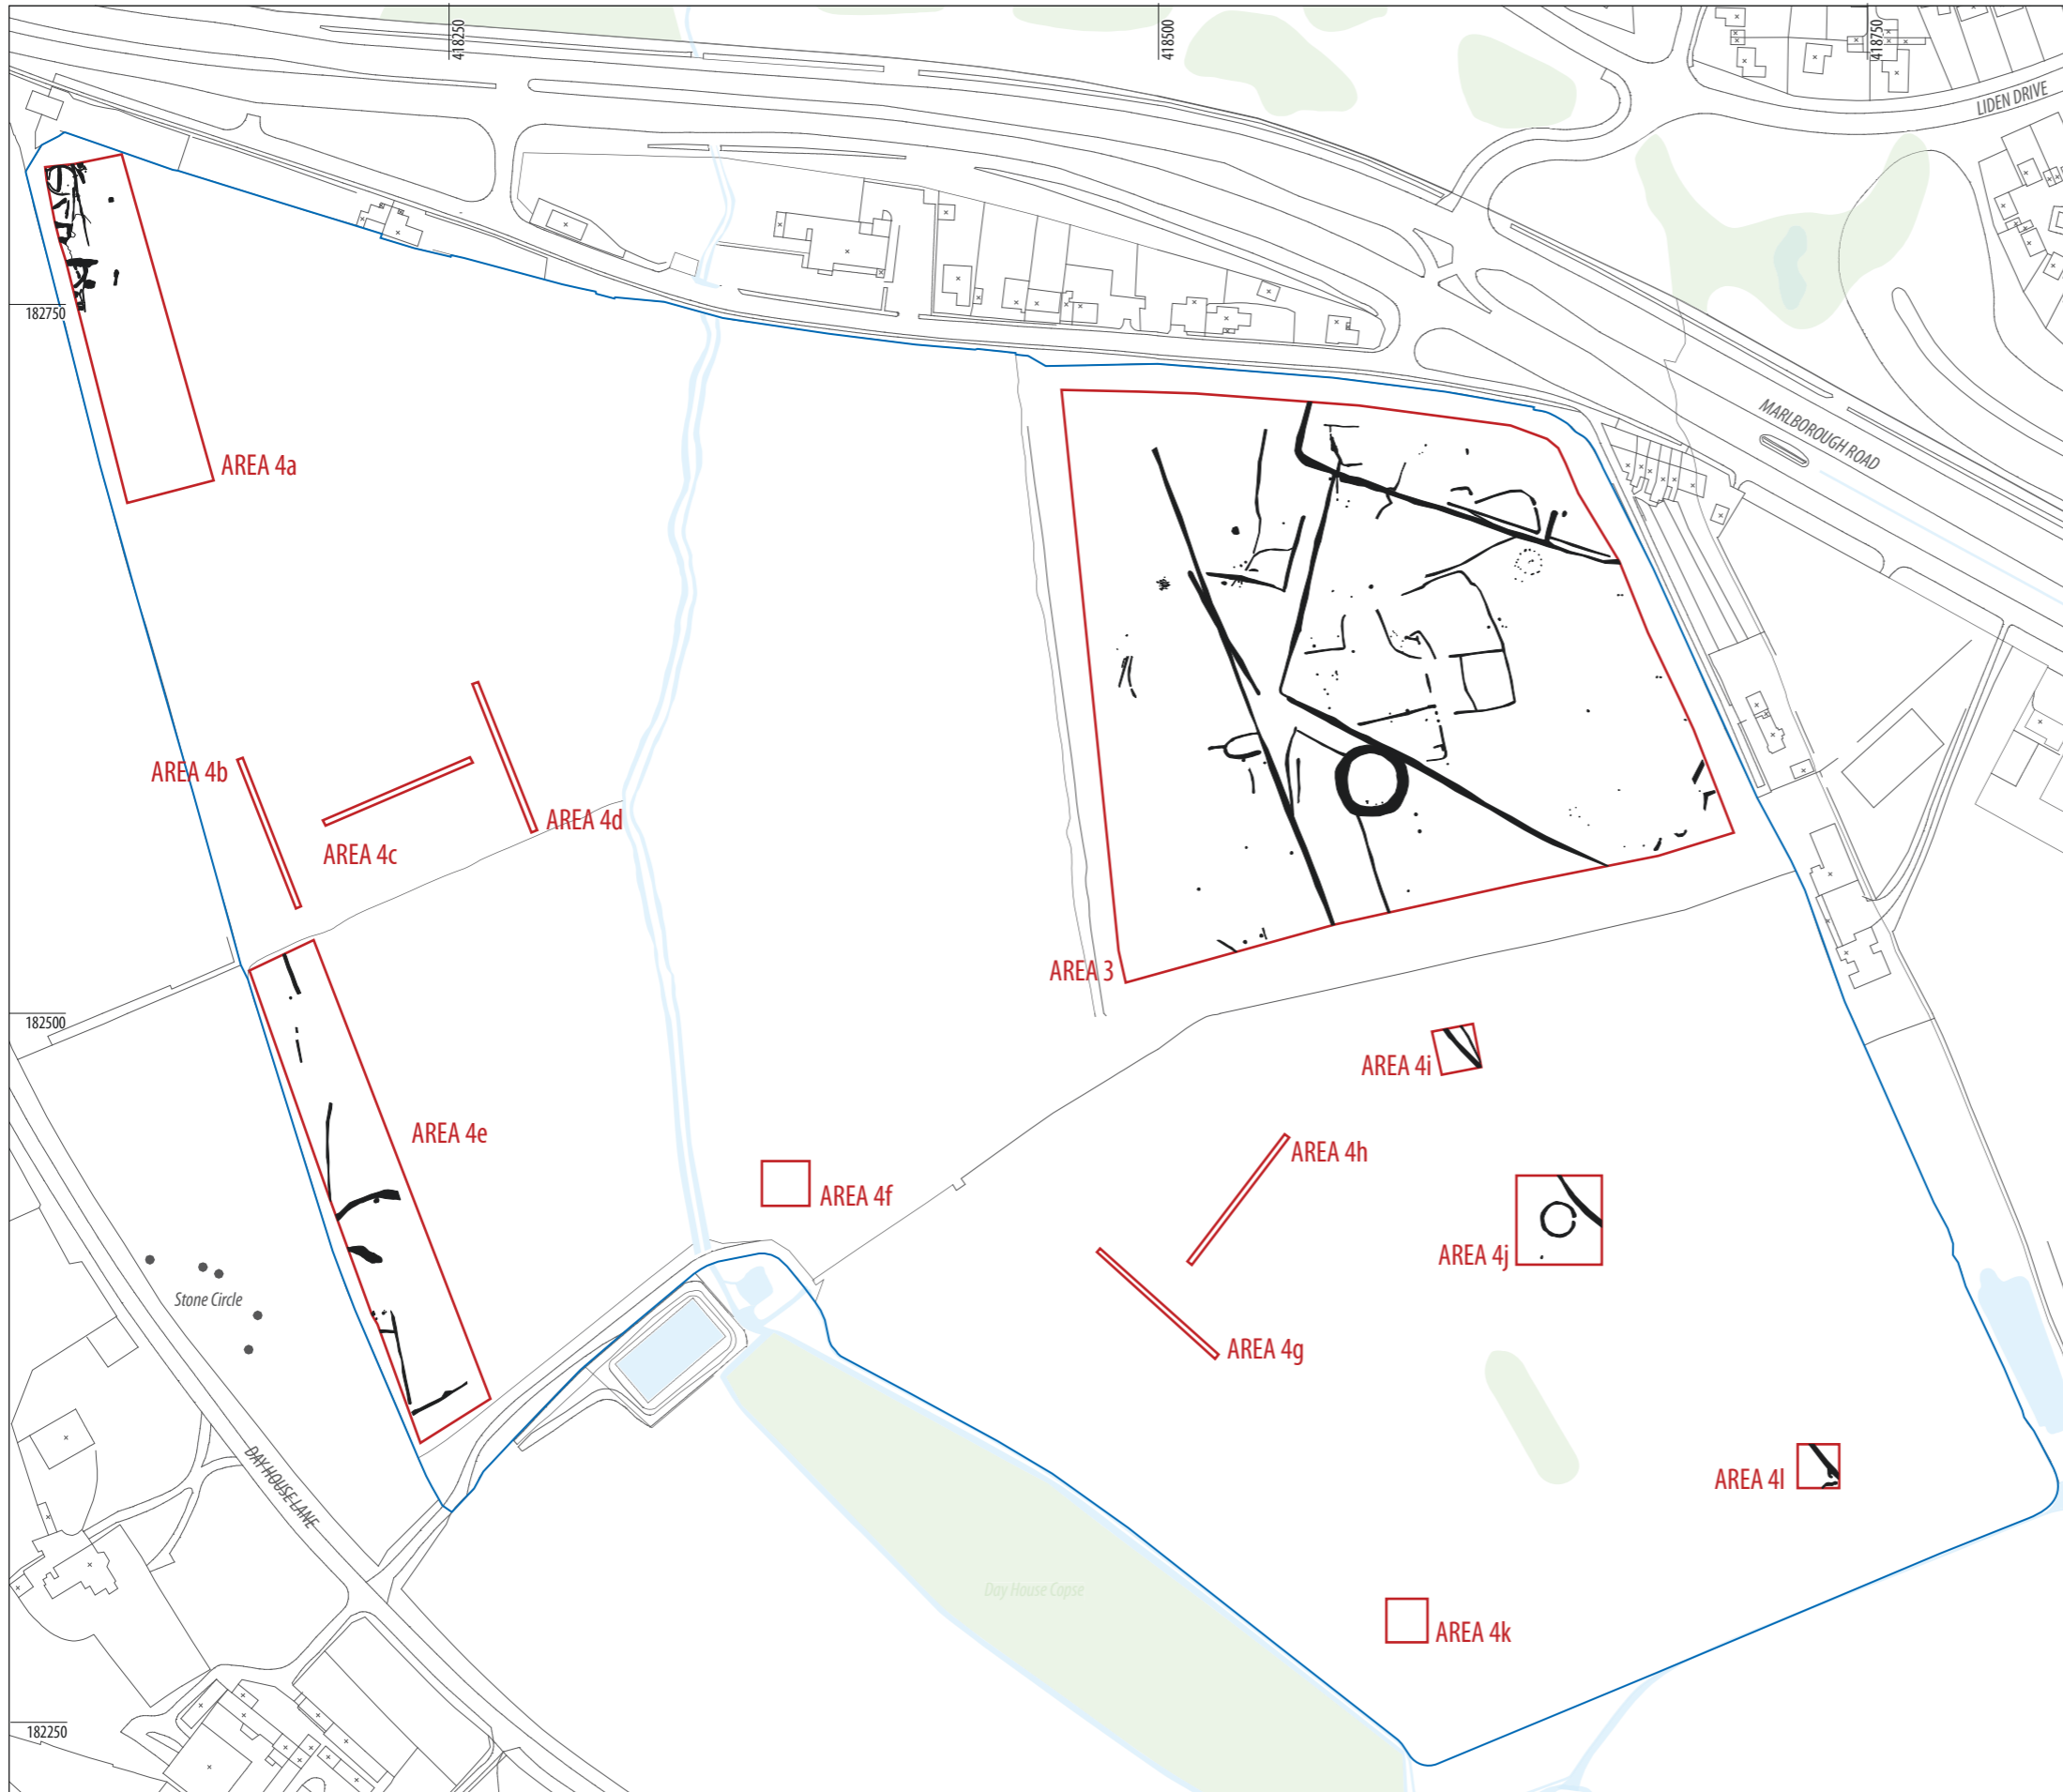 418250
418500
418750
LIDEN DRIVE
182750
MARLBOROUGH ROAD
AREA 4a
AREA 4b
AREA 4d
AREA 4c
AREA 3
182500
AREA 4i
AREA 4e
AREA 4h
AREA 4f
AREA 4j
Stone Circle
AREA 4g
DAY HOUSE LANE
AREA 4l
Day House Copse
AREA 4k
182250